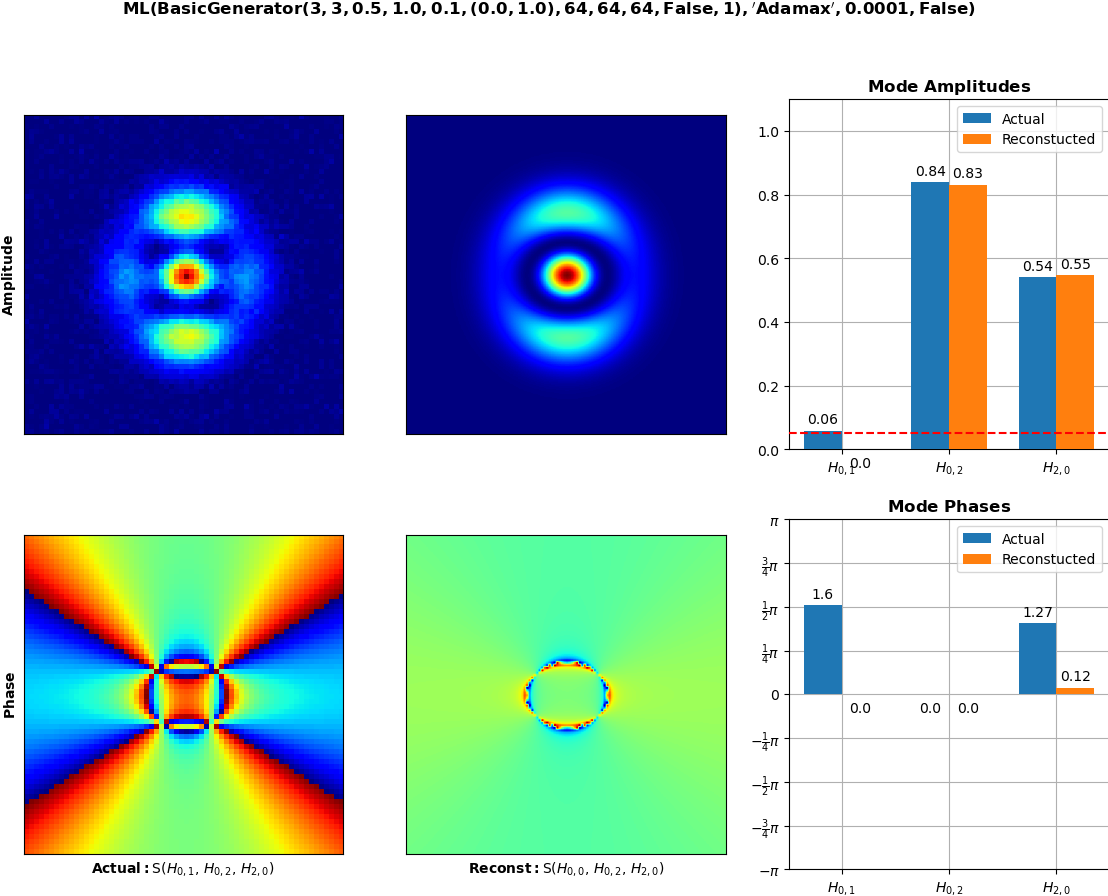 ML(BasicGenerator(3, 3, 0.5, 1.0, 0.1, (0.0, 1.0), 64, 64, 64, False, 1), ′Adamax′, 0.0001, False)
Amplitude
Mode Amplitudes
Actual
Reconstucted
1.0
0.8
0.6
0.4
0.2
0.0
0.06
0.0
0.84
0.83
0.54
0.55
H0,1
H0,2
H2,0
Phase
Actual: S(H0,1, H0,2, H2,0)
Reconst: S(H0,0, H0,2, H2,0)
Mode Phases
Actual
Reconstucted
π
3/4π
1/2π
1/4π
0
−1/4π
−1/2π
−3/4π
−π
1.6
0.0
0.0
0.0
1.27
0.12
H0,1
H0,2
H2,0